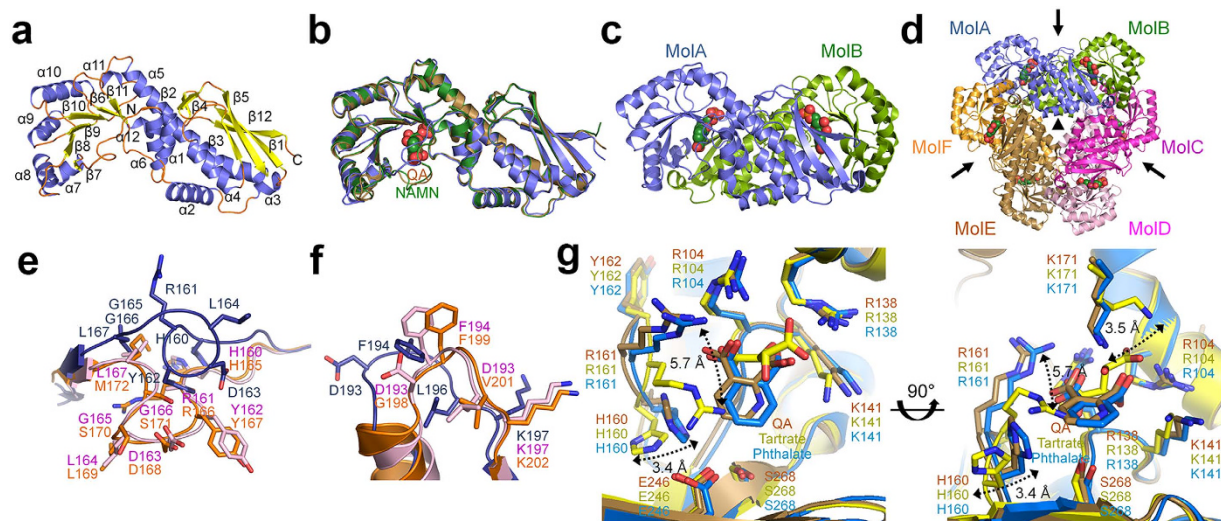 a
α10
α11
α5
β11
β2
β6
β10
N
β4
β5
β12
α9
β9
α12
β8
α6
α1
β3
β1
C
α8
α7
β7
α2
α4
α3
b
QA
NAMN
c
MolA
MolB
d
MolA
MolB
MolF
MolC
MolE
MolD
e
R161
G165
L164
G166
L167
H160
H160
H165
L167
M172
Y162
D163
R161
G166
R166
G165
S171
Y162
S170
Y167
L164
D163
L169
D168
f
F194
F199
F194
D193
D193
G198
L196
D193
V201
K197
K197
K202
g
Y162
Y162
Y162
R104
R104
R104
R138
R138
R138
R161
R161
R161
5.7 Å
H160
H160
H160
K141
K141
K141
QA
Tartrate
Phthalate
3.4 Å
E246
E246
E246
S268
S268
S268
90°
K171
K171
K171
3.5 Å
R104
R104
R104
R161
R161
R161
5.7 Å
QA
Tartrate
Phthalate
R138
R138
R138
K141
K141
K141
H160
H160
H160
3.4 Å
S268
S268
S268